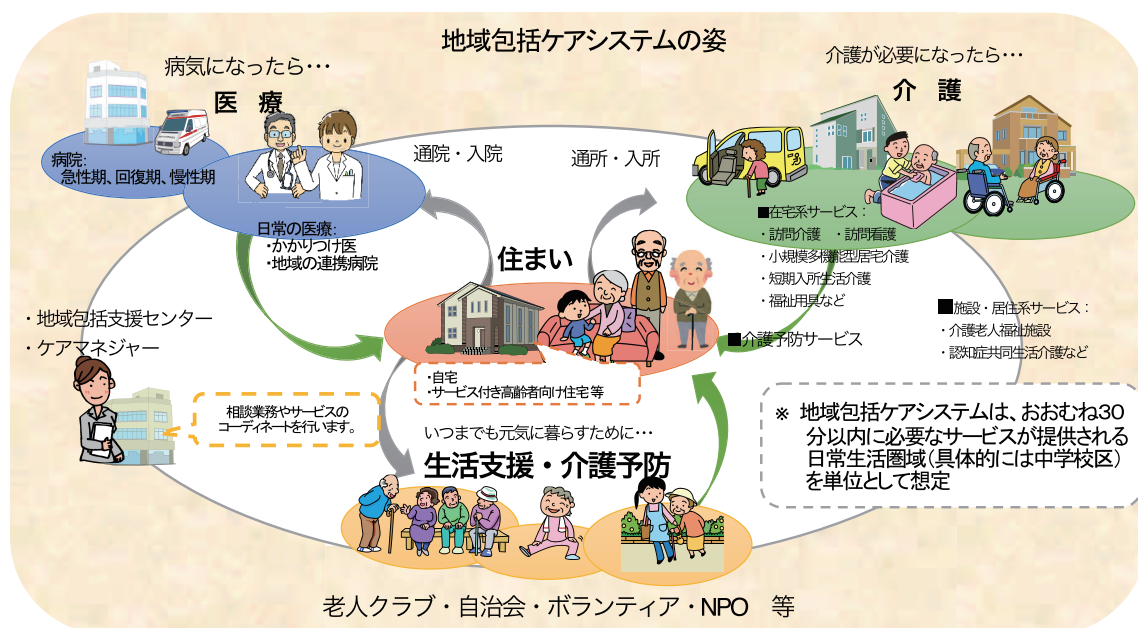 地域包括ケアシステムの姿
病気になったら･･･
医　療
病院:
急性期、回復期、慢性期
日常の医療:
・かかりつけ医
・地域の連携病院
通院・入院
通所・入所
介護が必要になったら･･･
介　護
■在宅系サービス：
・訪問介護　・訪問看護
・小規模多機能型居宅介護
・短期入所生活介護
・福祉用具など
■介護予防サービス
■施設・居住系サービス：
・介護老人福祉施設
・認知症共同生活介護など
住まい
・自宅
・サービス付き高齢者向け住宅等
・地域包括支援センター
・ケアマネジャー
相談業務やサービスの
コーディネートを行います。
いつまでも元気に暮らすために･･･
生活支援・介護予防
※ 地域包括ケアシステムは、おおむね30
分以内に必要なサービスが提供される
日常生活圏域（具体的には中学校区）
を単位として想定
老人クラブ・自治会・ボランティア・NPO　等